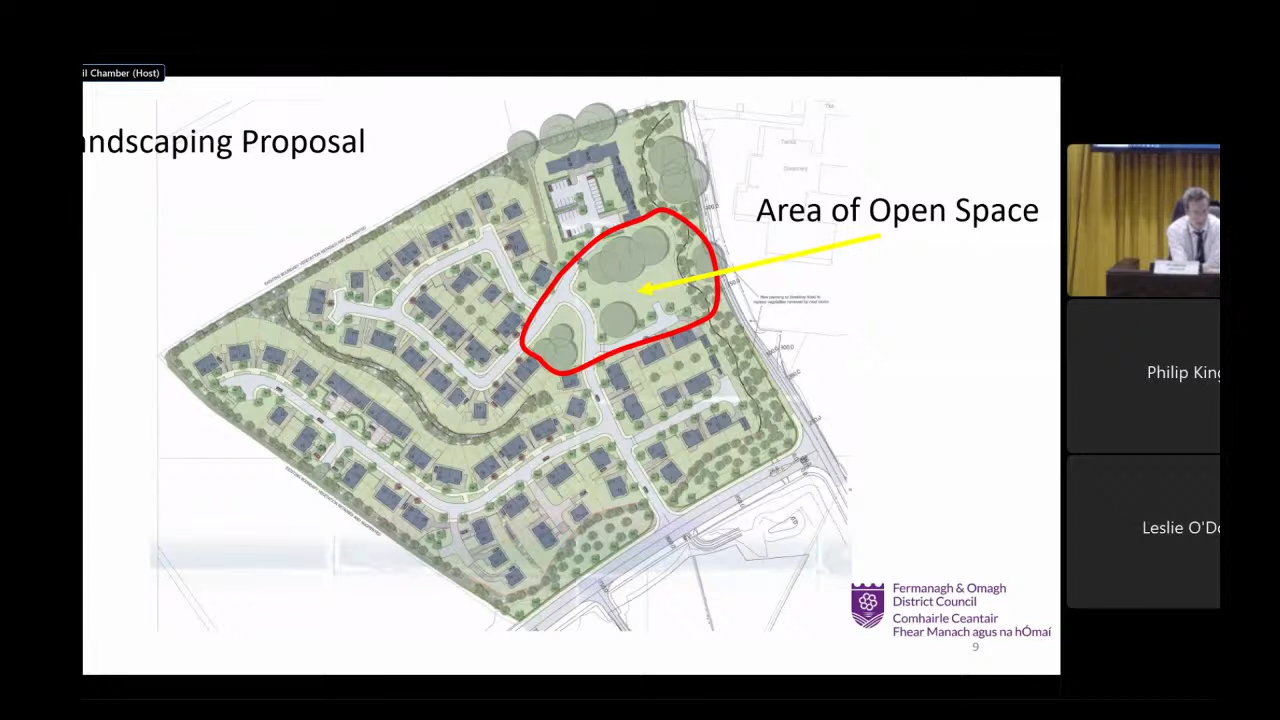 il Chamber (Host)
andscaping Proposal
Area of Open Space
Philip King
Leslie O'Do
Fermanagh & Omagh
District Council
Comhairle Ceantair
Fhear Manach agus na hÓmaí
9